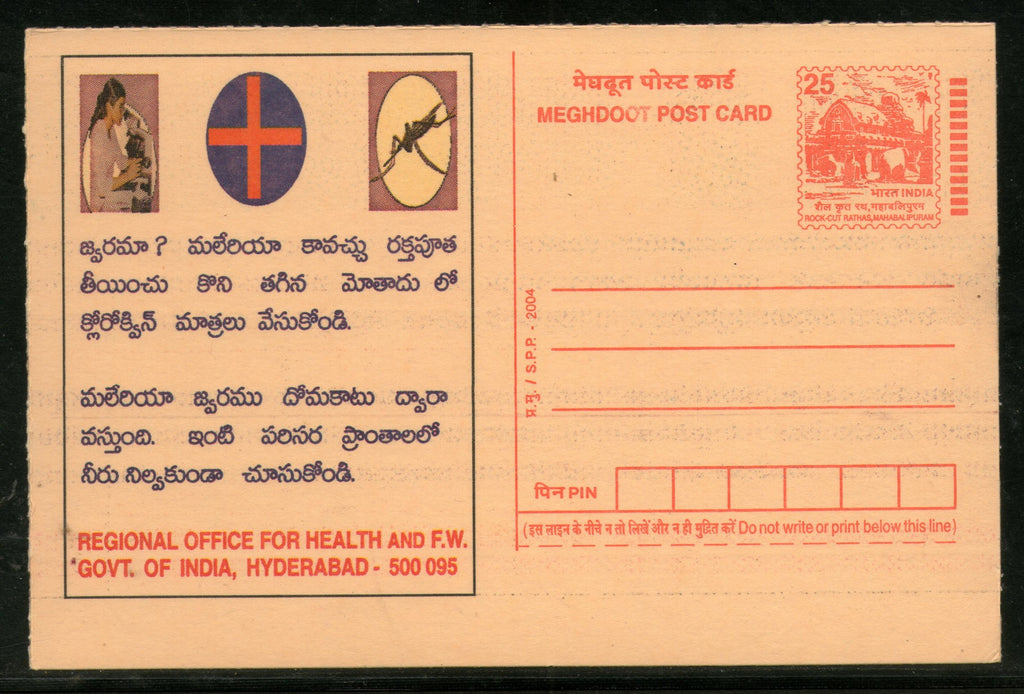 జ్వరమా ? మలేరియా కావచ్చు రక్తపూత
తీయించు కొని తగిన మోతాదు లో
క్లోరోక్విన్ మాత్రలు వేసుకోండి.
మలేరియా జ్వరము దోమకాటు ద్వారా
వస్తుంది. ఇంటి పరిసర ప్రాంతాలలో
నీరు నిల్వకుండా చూసుకోండి.
REGIONAL OFFICE FOR HEALTH AND F.W.
GOVT. OF INDIA, HYDERABAD - 500 095
मेघदूत पोस्ट कार्ड
MEGHDOOT POST CARD
25
भारत INDIA
शैल कृत रथ, महाबलिपुरम
ROCK-CUT RATHAS, MAHABALIPURAM
प्र.मु. / S.P.P. - 2004
पिन PIN
(इस लाइन के नीचे न तो लिखें और न ही मुद्रित करें Do not write or print below this line)